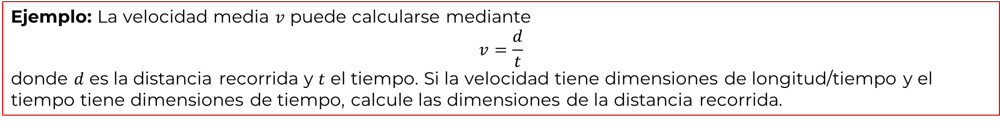 Ejemplo: La velocidad media v puede calcularse mediante
v = d/t
donde d es la distancia recorrida y t el tiempo. Si la velocidad tiene dimensiones de longitud/tiempo y el
tiempo tiene dimensiones de tiempo, calcule las dimensiones de la distancia recorrida.